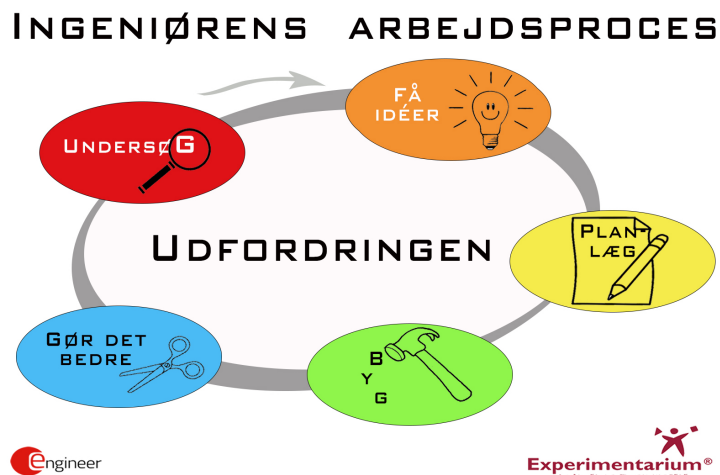 INGENIØRENS ARBEJDSPROCES
UNDERSØG
FÅ
IDÉER
PLAN-
LÆG
B
Y
G
GØR DET
BEDRE
UDFORDRINGEN
engineer
Experimentarium®